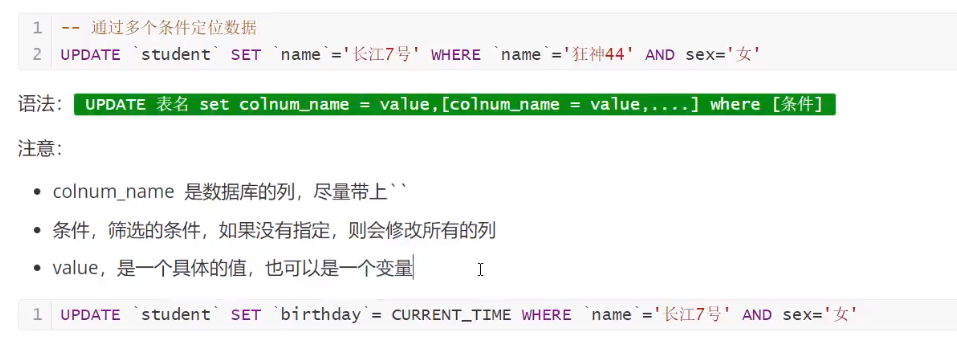 1 -- 通过多个条件定位数据
2 UPDATE `student` SET `name`='长江7号' WHERE `name`='狂神44' AND sex='女'
语法： UPDATE 表名 set colnum_name = value,[colnum_name = value,....] where [条件]
注意：
• colnum_name 是数据库的列，尽量带上``
• 条件，筛选的条件，如果没有指定，则会修改所有的列
• value，是一个具体的值，也可以是一个变量
1 UPDATE `student` SET `birthday`= CURRENT_TIME WHERE `name`='长江7号' AND sex='女'